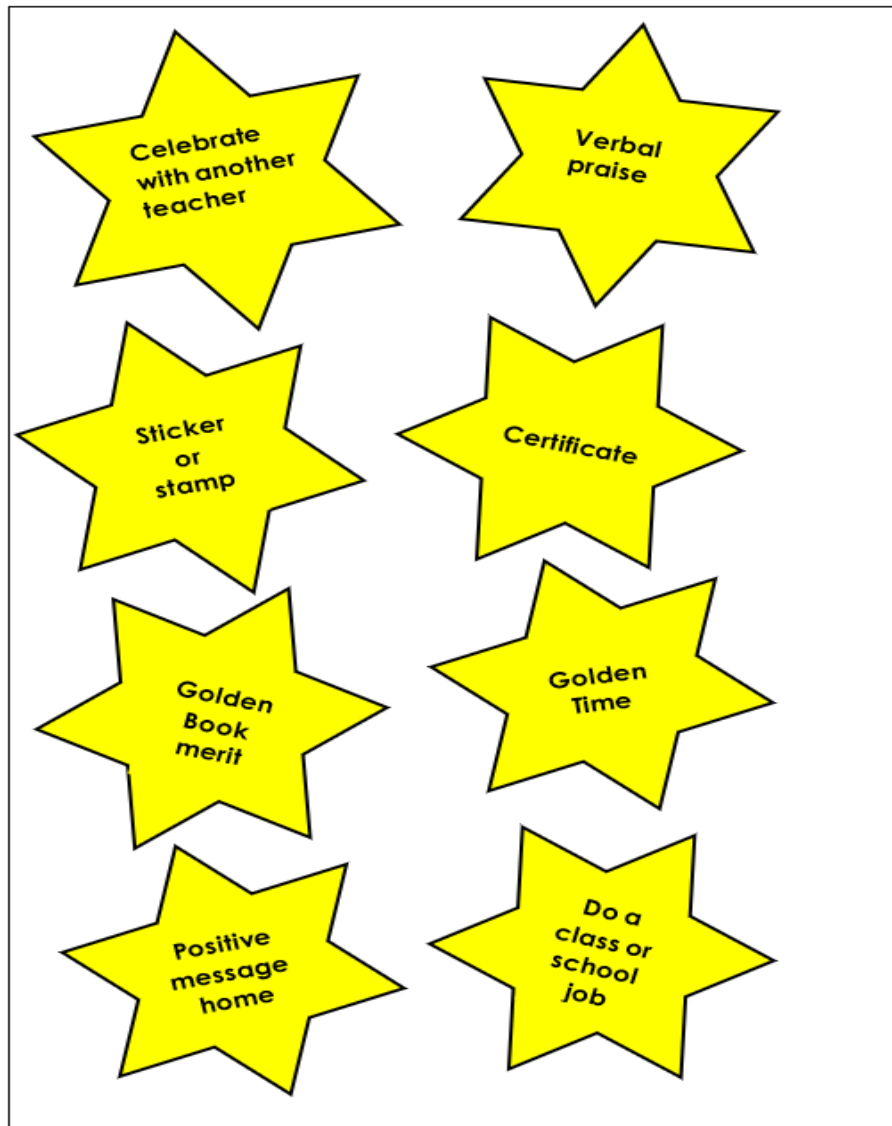 Celebrate
with another
teacher
Verbal
praise
Sticker
or
stamp
Certificate
Golden
Book
merit
Golden
Time
Positive
message
home
Do a
class or
school
job